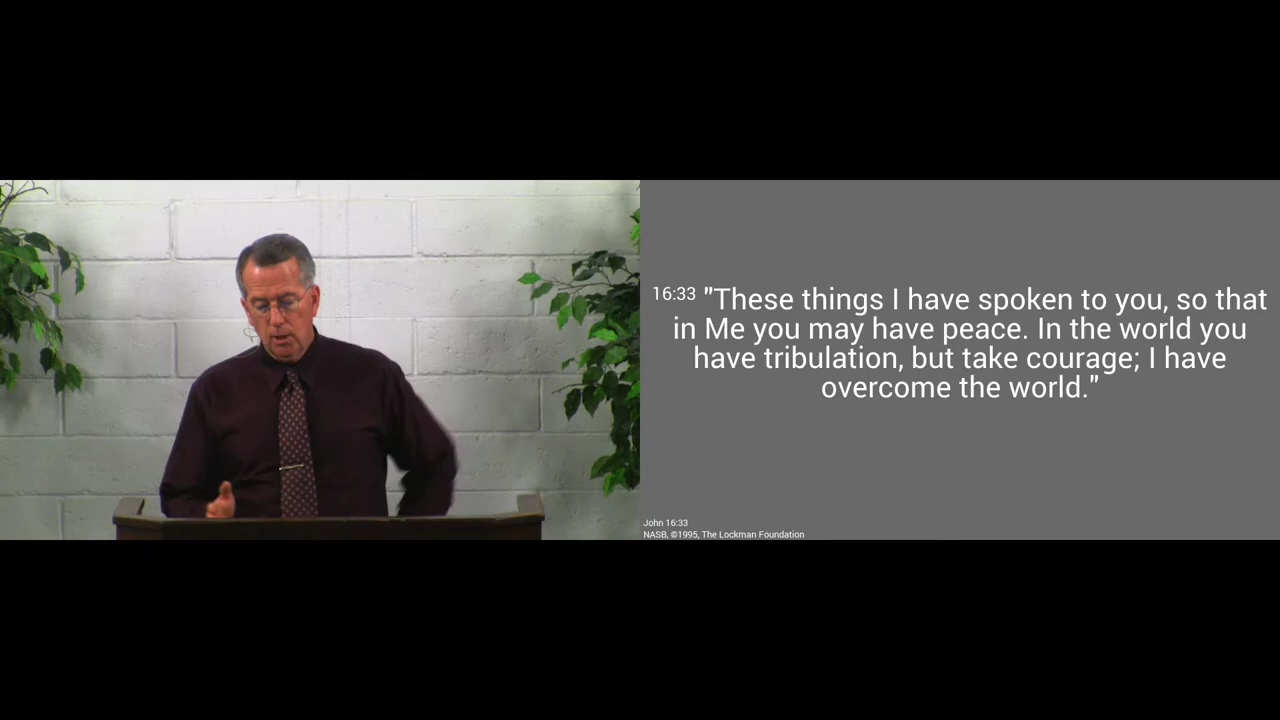 16:33 "These things I have spoken to you, so that
in Me you may have peace. In the world you
have tribulation, but take courage; I have
overcome the world."
John 16:33
NASB, ©1995, The Lockman Foundation